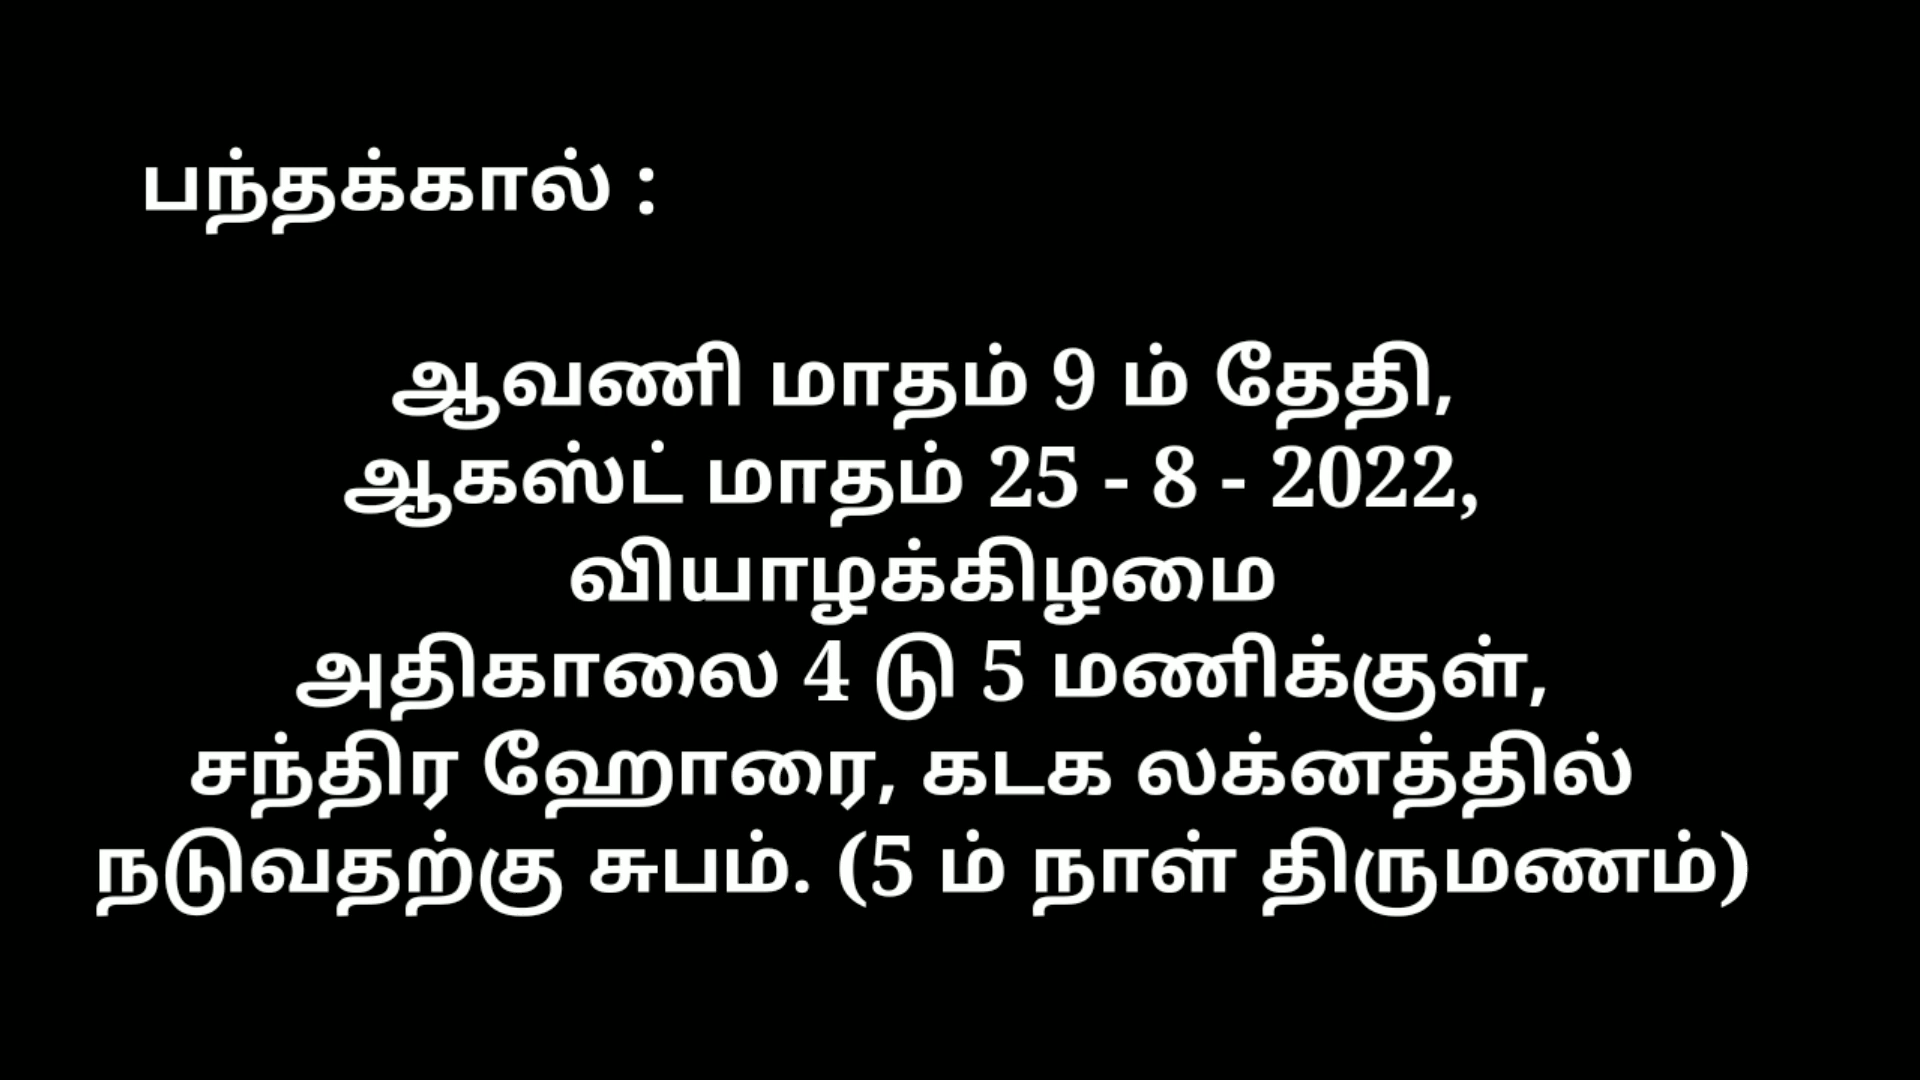 பந்தக்கால் :
ஆவணி மாதம் 9 ம் தேதி,
ஆகஸ்ட் மாதம் 25 - 8 - 2022,
வியாழக்கிழமை
அதிகாலை 4 டு 5 மணிக்குள்,
சந்திர ஹோரை, கடக லக்னத்தில்
நடுவதற்கு சுபம். (5 ம் நாள் திருமணம்)